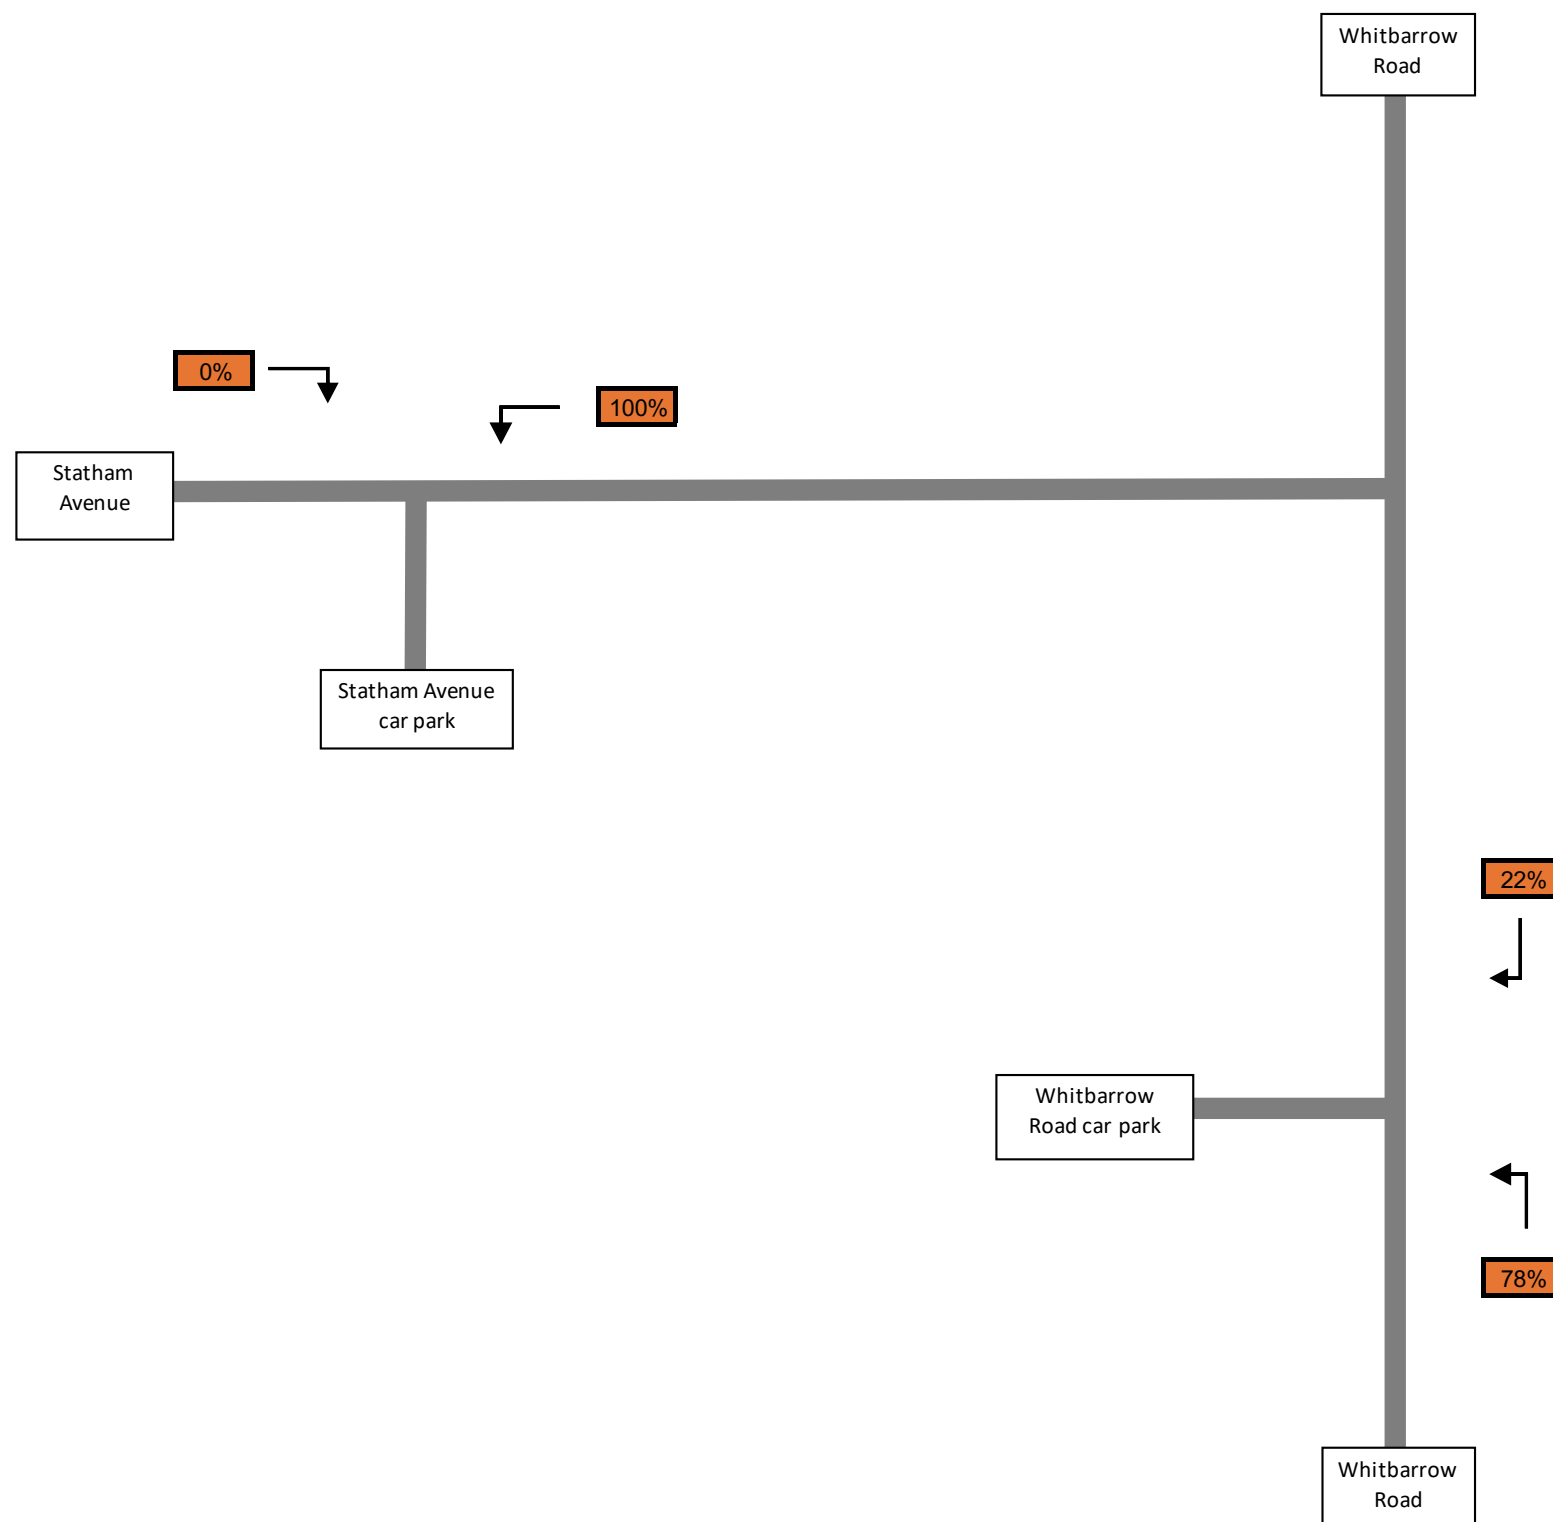 Whitbarrow
Road
0%
100%
Statham
Avenue
Statham Avenue
car park
22%
Whitbarrow
Road car park
78%
Whitbarrow
Road